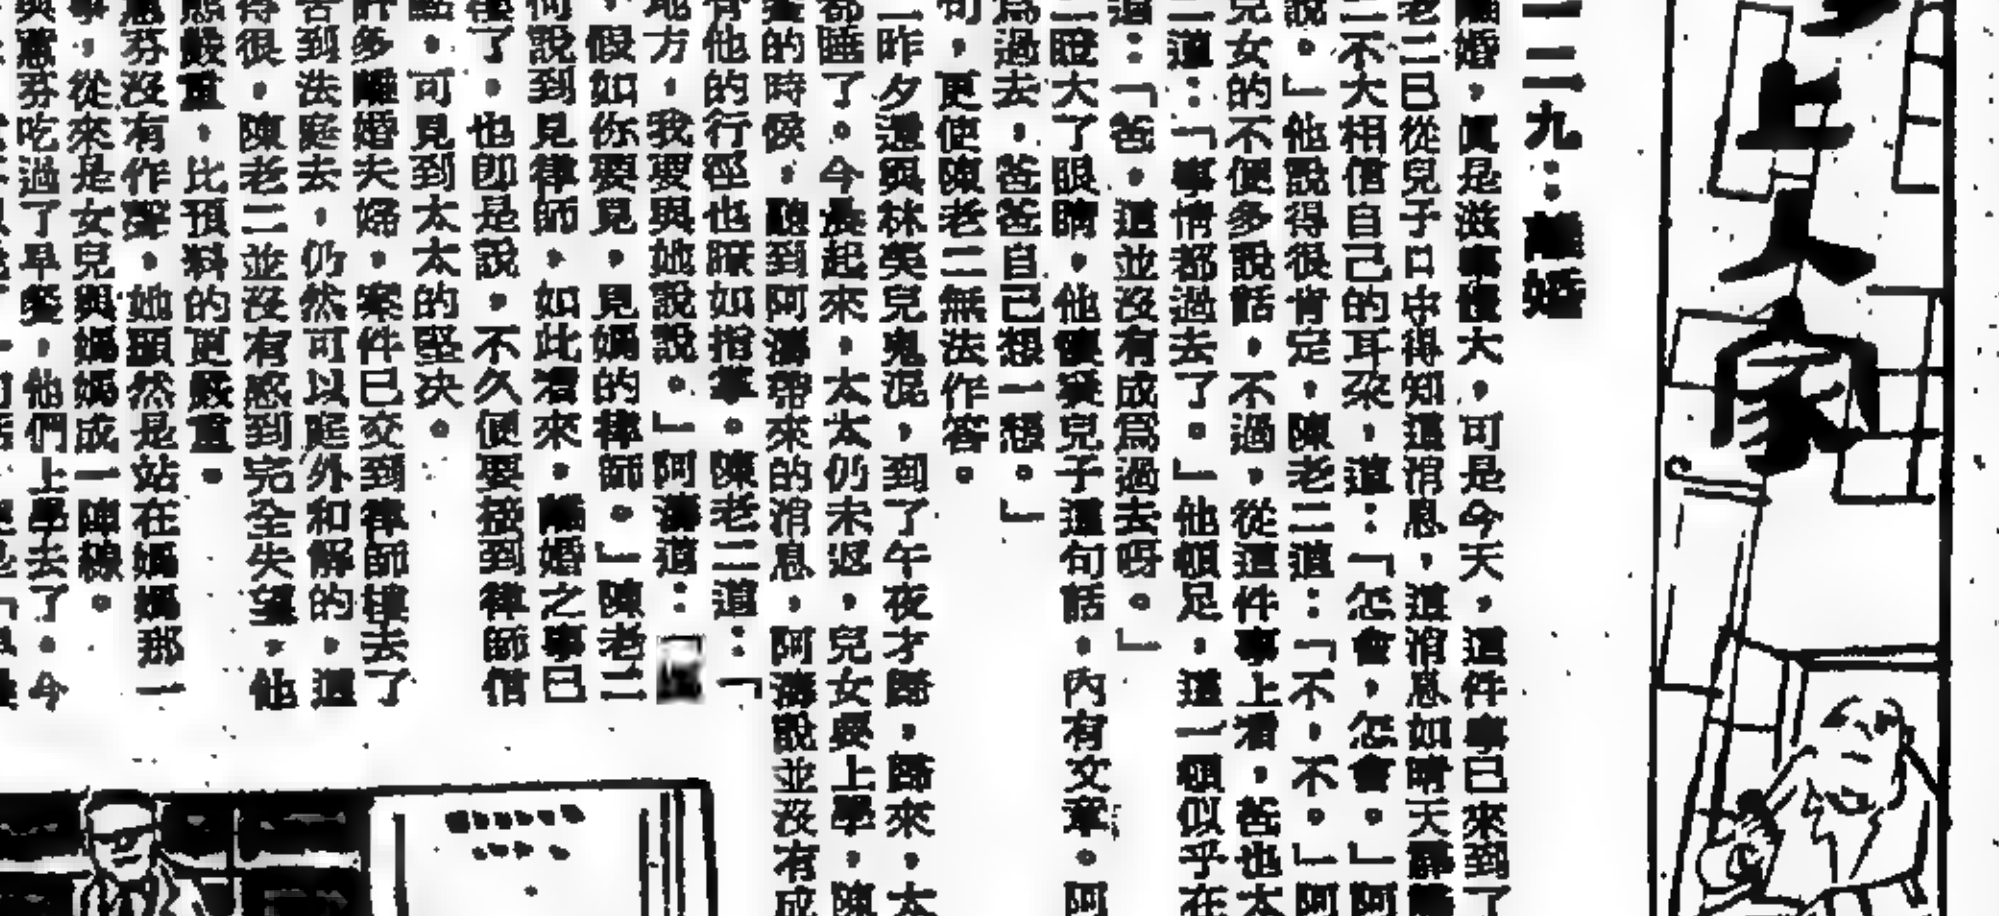 上人家
一二九：離婚
離婚，眞是滋事體大，可是今天，這件事已來到了
老二已從兒子口中得知這消息，這消息如晴天霹靂
二不大相信自己的耳朶，道：「怎會，怎會。」阿
說。」他說得很肯定，陳老二道：「不，不。」阿
兒女的不便多說話，不過，從這件事上看，爸也太
二道：「事情都過去了。」他頓足，這一頓似乎在
道：「爸，這並沒有成爲過去呀。」
二瞪大了眼睛，他懷疑兒子這句話，內有文章。阿
爲過去，爸爸自己想一想。」
句，更使陳老二無法作答。
二昨夕還與林美兒鬼混，到了午夜才歸，歸來，太
都睡了。今晨起來，太太仍未返，兒女要上學，陳
的時候，聽到阿濤帶來的消息，阿濤說並沒有成
有他的行徑也瞭如指掌。陳老二道：「
地方，我要與她說說。」阿濤道：
，假如你要見，見媽的律師。」陳老二
何說到見律師，如此看來，離婚之事已
了。也卽是說，不久便要接到律師信
，可見到太太的堅决。
許多離婚夫婦，案件已交到律師樓去了
到法庭去，仍然可以庭外和解的，這
得很，陳老二並沒有感到完全失望，他
嚴重，比預料的更嚴重。
惠芬沒有作聲，她顯然是站在媽媽那一
事，從來是女兒與媽媽成一陣線。
與惠芬吃過了早餐，他們上學去了。今